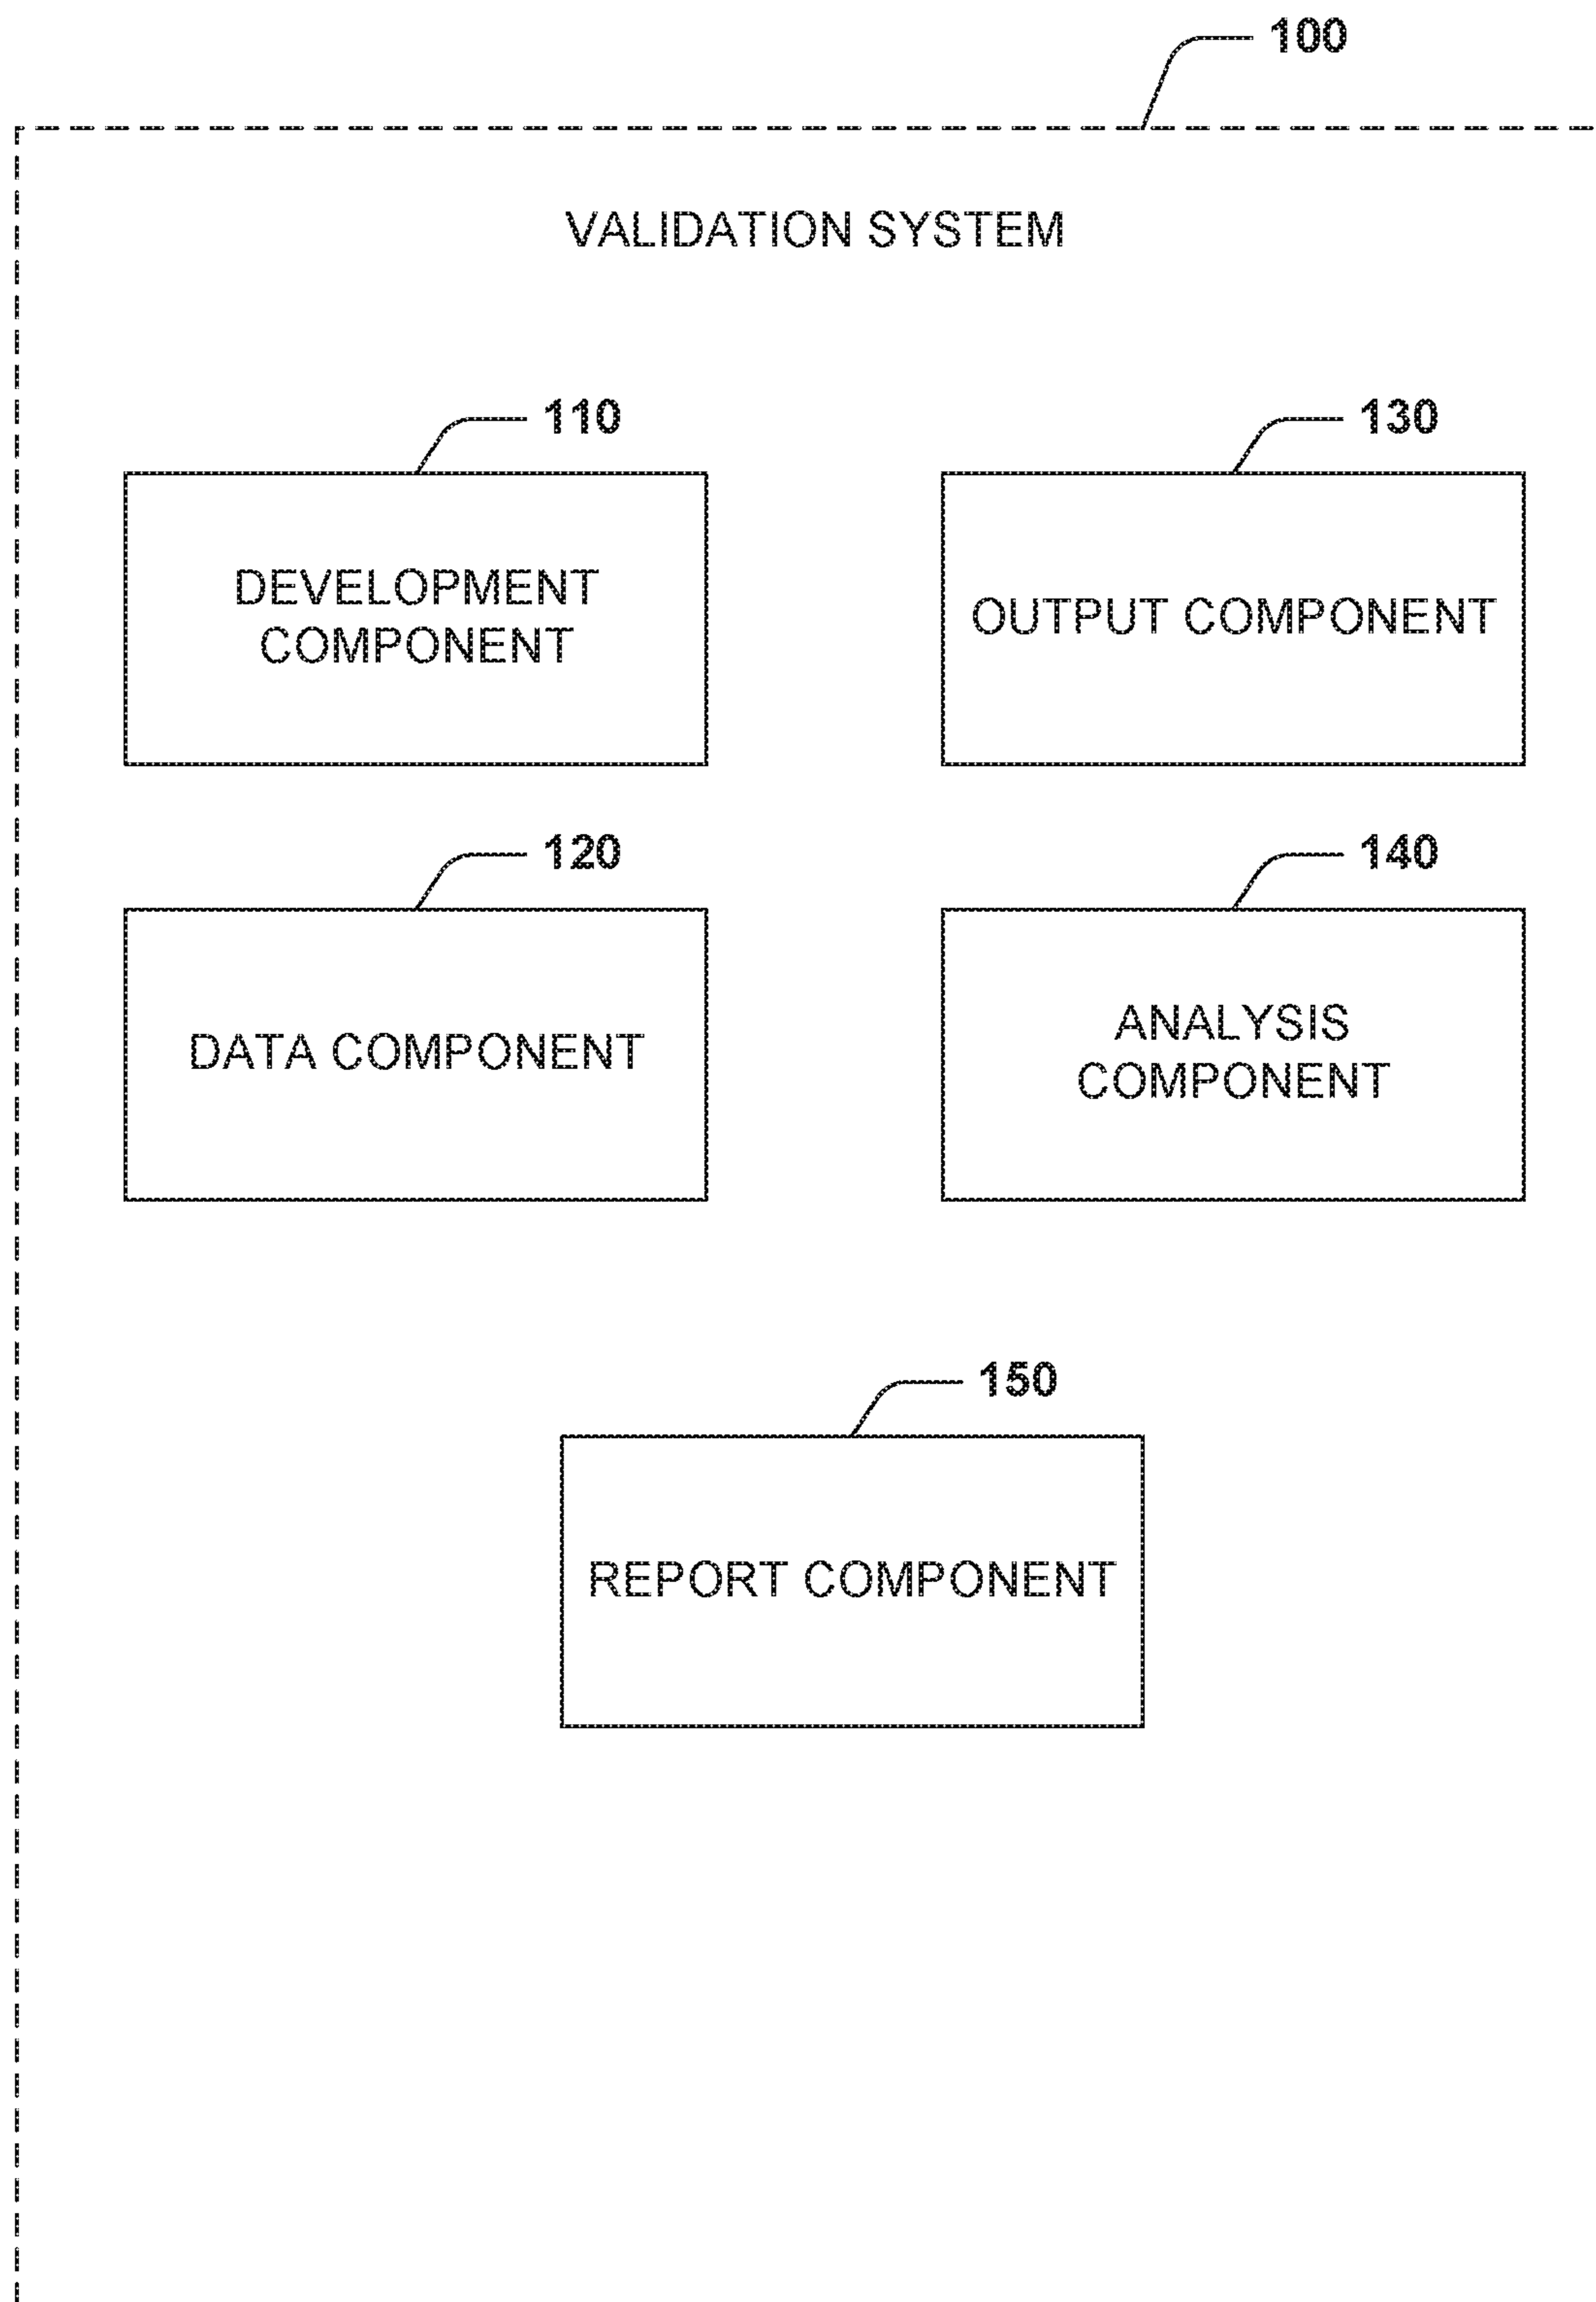 100
VALIDATION SYSTEM
110
DEVELOPMENT
COMPONENT
130
OUTPUT COMPONENT
120
DATA COMPONENT
140
ANALYSIS
COMPONENT
150
REPORT COMPONENT